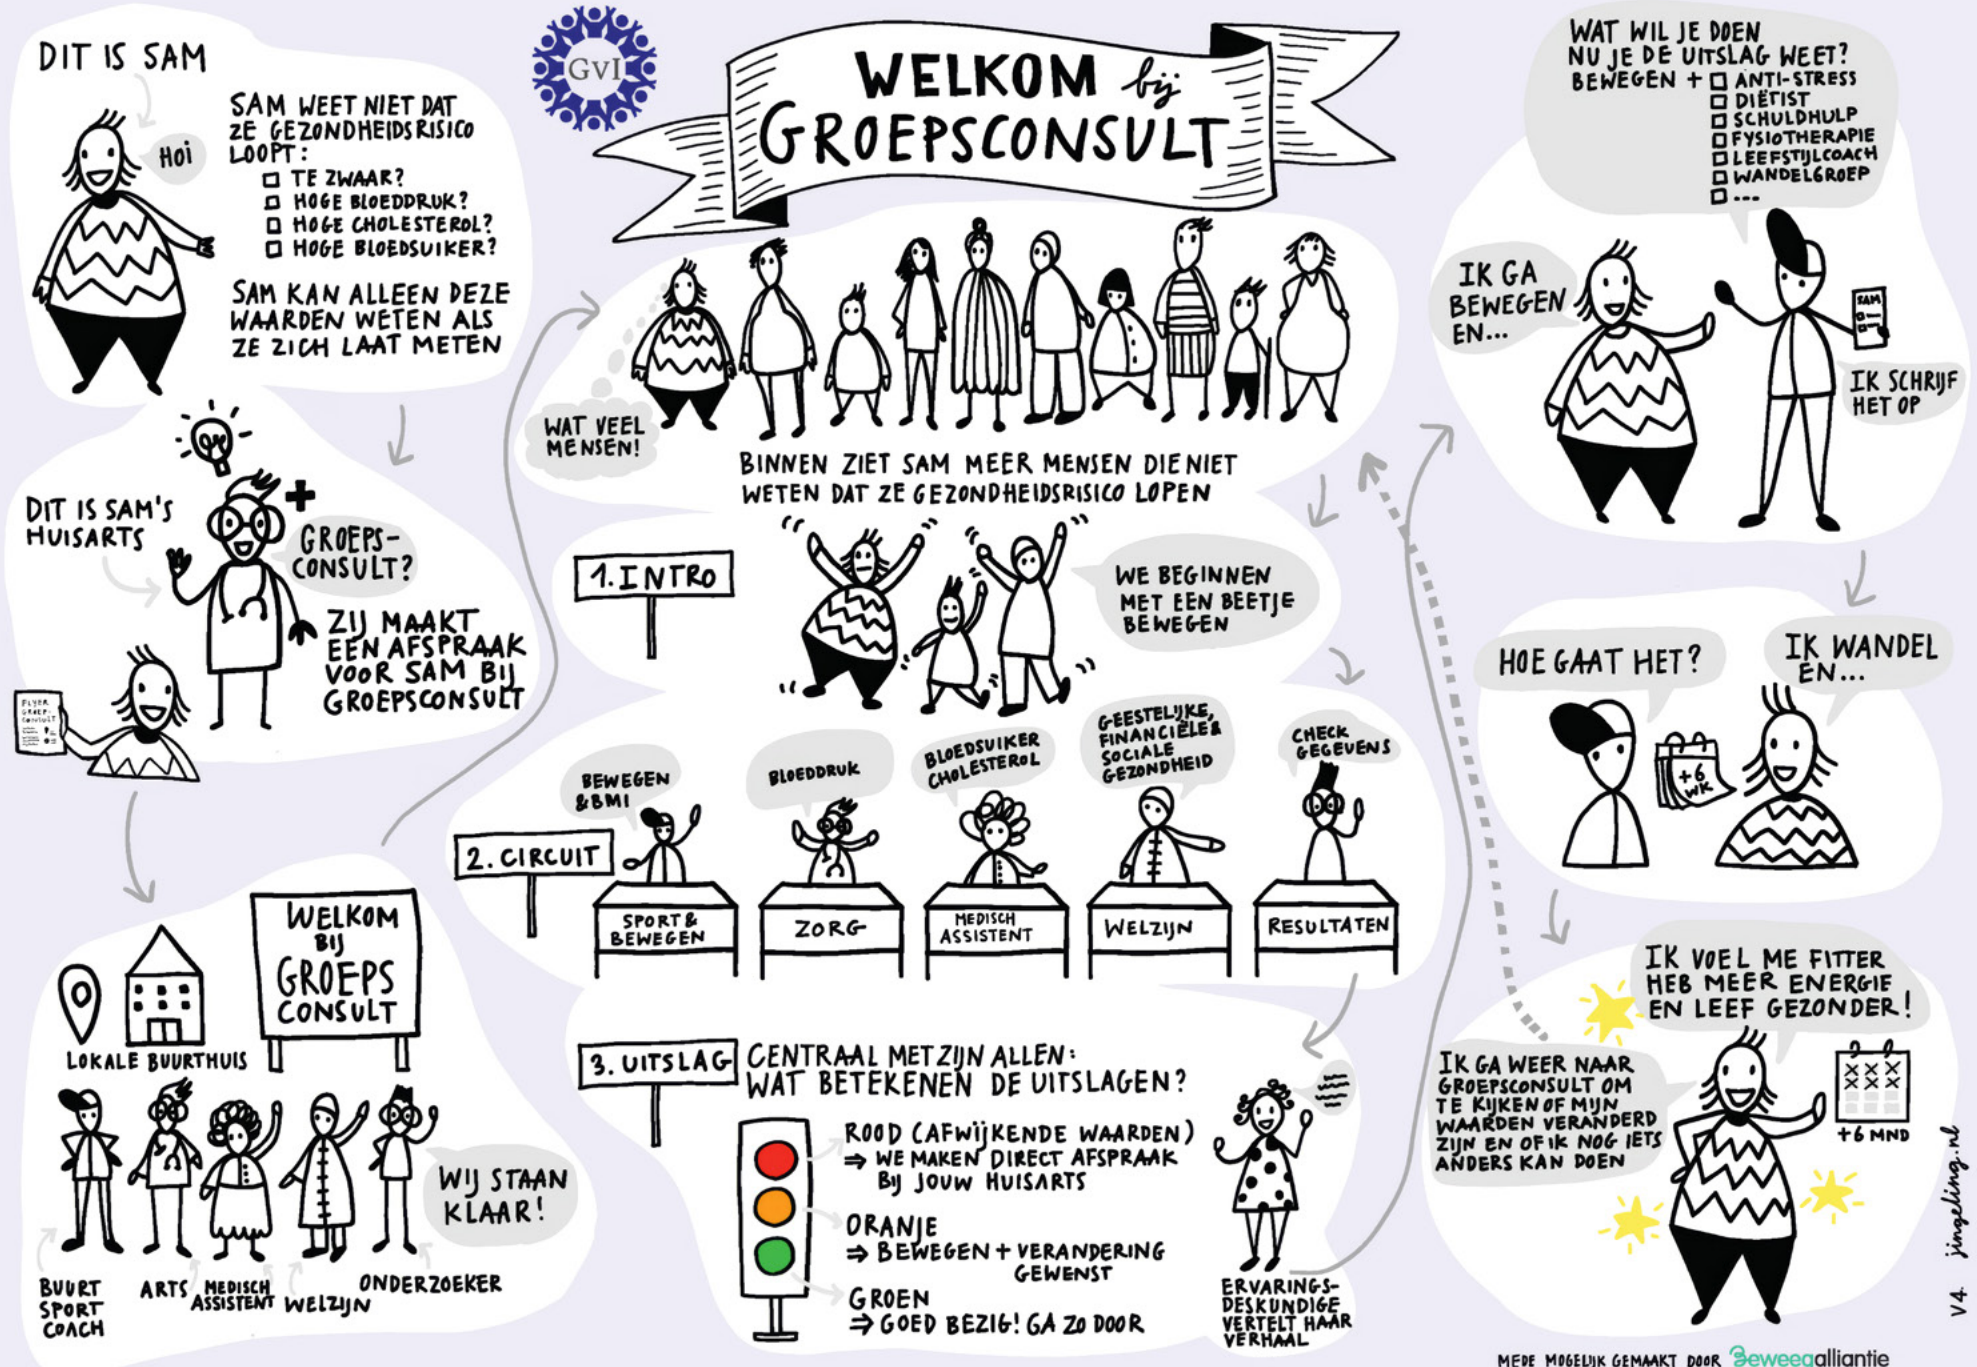 DIT IS SAM
HOI
SAM WEET NIET DAT
ZE GEZONDHEIDSRISICO
LOOPT:
TE ZWAAR?
HOGE BLOEDDRUK?
HOGE CHOLESTEROL?
HOGE BLOEDSUIKER?
SAM KAN ALLEEN DEZE
WAARDEN WETEN ALS
ZE ZICH LAAT METEN
DIT IS SAM'S
HUISARTS
GROEPS-
CONSULT?
ZIJ MAAKT
EEN AFSPRAAK
VOOR SAM BIJ
GROEPSCONSULT
FLYER
GROEP-
CONSULT
WELKOM
BIJ
GROEPS
CONSULT
LOKALE BUURTHUIS
WIJ STAAN
KLAAR!
BUURT
SPORT
COACH
ARTS
MEDISCH
ASSISTENT
WELZIJN
ONDERZOEKER
GvI
WELKOM bij
GROEPSCONSULT
WAT VEEL
MENSEN!
BINNEN ZIET SAM MEER MENSEN DIE NIET
WETEN DAT ZE GEZONDHEIDSRISICO LOPEN
1. INTRO
WE BEGINNEN
MET EEN BEETJE
BEWEGEN
2. CIRCUIT
BEWEGEN
& BMI
BLOEDDRUK
BLOEDSUIKER
CHOLESTEROL
GEESTELIJKE,
FINANCIËLE &
SOCIALE
GEZONDHEID
CHECK
GEGEVENS
SPORT &
BEWEGEN
ZORG
MEDISCH
ASSISTENT
WELZIJN
RESULTATEN
3. UITSLAG
CENTRAAL MET ZIJN ALLEN:
WAT BETEKENEN DE UITSLAGEN?
ROOD (AFWIJKENDE WAARDEN)
⇒ WE MAKEN DIRECT AFSPRAAK
BIJ JOUW HUISARTS
ORANJE
⇒ BEWEGEN + VERANDERING
GEWENST
GROEN
⇒ GOED BEZIG! GA ZO DOOR
ERVARINGS-
DESKUNDIGE
VERTELT HAAR
VERHAAL
WAT WIL JE DOEN
NU JE DE UITSLAG WEET?
BEWEGEN + ANTI-STRESS
DIËTIST
SCHULDHULP
FYSIOTHERAPIE
LEEFSTIJLCOACH
WANDELGROEP
...
IK GA
BEWEGEN
EN...
SAM
IK SCHRIJF
HET OP
HOE GAAT HET?
+6
WK
IK WANDEL
EN...
IK VOEL ME FITTER
HEB MEER ENERGIE
EN LEEF GEZONDER!
IK GA WEER NAAR
GROEPSCONSULT OM
TE KIJKEN OF MIJN
WAARDEN VERANDERD
ZIJN EN OF IK NOG IETS
ANDERS KAN DOEN
+6 MND
V4 jingeling.nl
MEDE MOGELIJK GEMAAKT DOOR Beweegalliantie